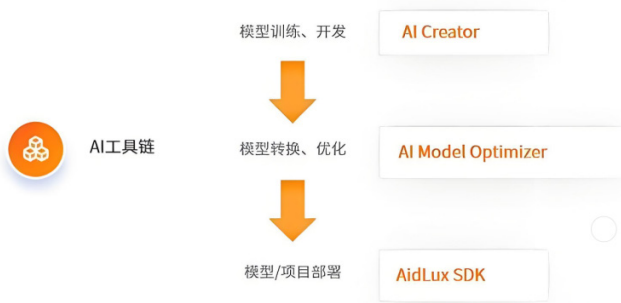 模型训练、开发
AI Creator
AI工具链
模型转换、优化
AI Model Optimizer
模型/项目部署
AidLux SDK